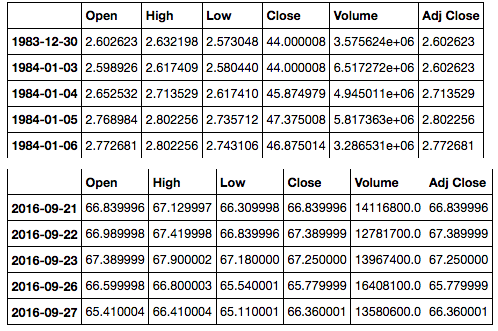 Open High Low Close Volume Adj Close
1983-12-30 2.602623 2.632198 2.573048 44.000008 3.575624e+06 2.602623
1984-01-03 2.598926 2.617409 2.580440 44.000008 6.517272e+06 2.602623
1984-01-04 2.652532 2.713529 2.617410 45.874979 4.945011e+06 2.713529
1984-01-05 2.768984 2.802256 2.735712 47.375008 5.817363e+06 2.802256
1984-01-06 2.772681 2.802256 2.743106 46.875014 3.286531e+06 2.772681
Open High Low Close Volume Adj Close
2016-09-21 66.839996 67.129997 66.309998 66.839996 14116800.0 66.839996
2016-09-22 66.989998 67.419998 66.839996 67.389999 12781700.0 67.389999
2016-09-23 67.389999 67.900002 67.180000 67.250000 13967400.0 67.250000
2016-09-26 66.599998 66.800003 65.540001 65.779999 16408100.0 65.779999
2016-09-27 65.410004 66.410004 65.110001 66.360001 13580600.0 66.360001